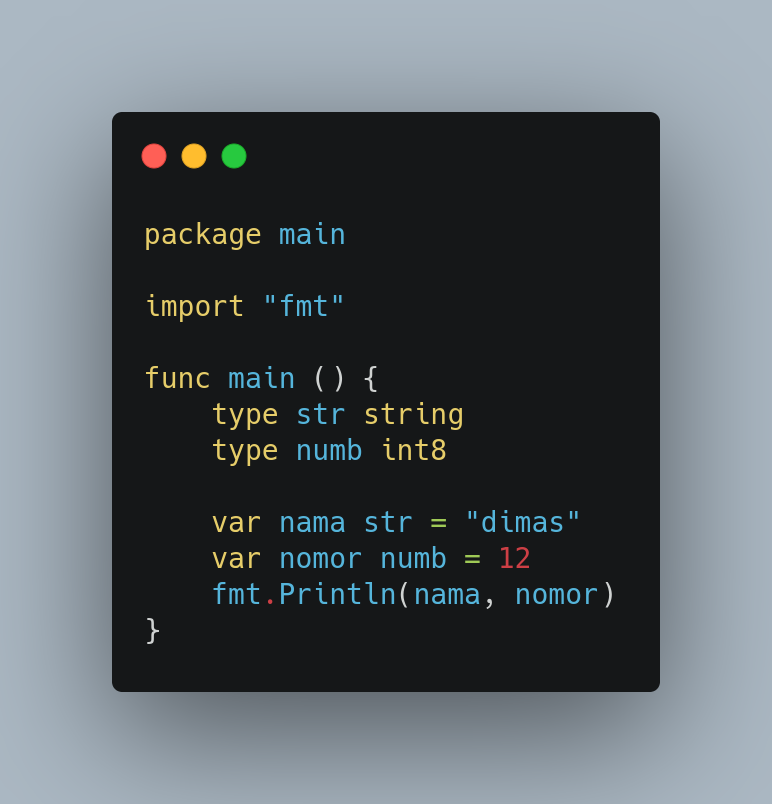 package main

import "fmt"

func main () {
    type str string
    type numb int8

    var nama str = "dimas"
    var nomor numb = 12
    fmt.Println(nama, nomor)
}